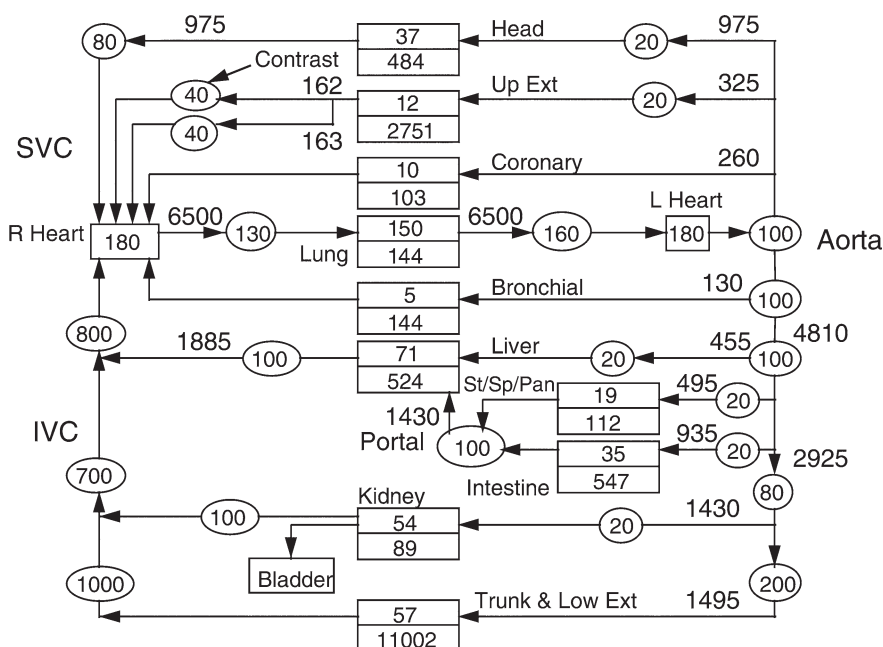 975 Head 975
80 37 20
484
Contrast
Up Ext 325
40 162 12 20
2751
40 163
SVC
Coronary 260
10
103
L Heart
R Heart 180 6500 130 150 6500 160 180 100 Aorta
Lung 144
Bronchial 130
5 100
144
800
1885 Liver 455 4810
100 71 20 100
524 St/Sp/Pan 495
19 20
1430 112
IVC Portal 100 935
35 20 2925
700 Intestine 547
80
Kidney
100 54 20 1430
89
Bladder
1000 200
Trunk & Low Ext 1495
57
11002